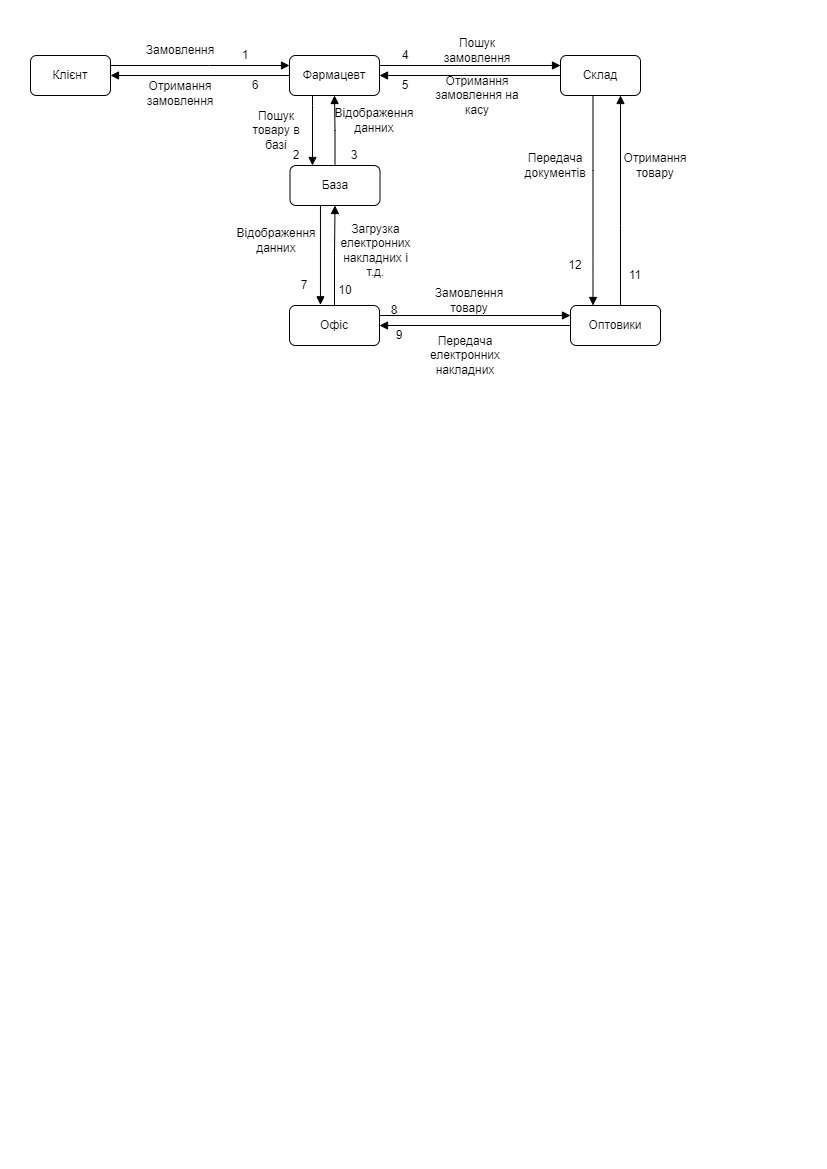 Замовлення
1
4
Пошук
замовлення
Клієнт
Фармацевт
Склад
Отримання
замовлення
6
5
Отримання
замовлення на
касу
Пошук
товару в
базі
2
Відображення
данних
3
Передача
документів
Отримання
товару
База
Відображення
данних
Загрузка
електронних
накладних і
т.д.
12
11
7
10
Замовлення
товару
8
Офіс
Оптовики
9
Передача
електронних
накладних